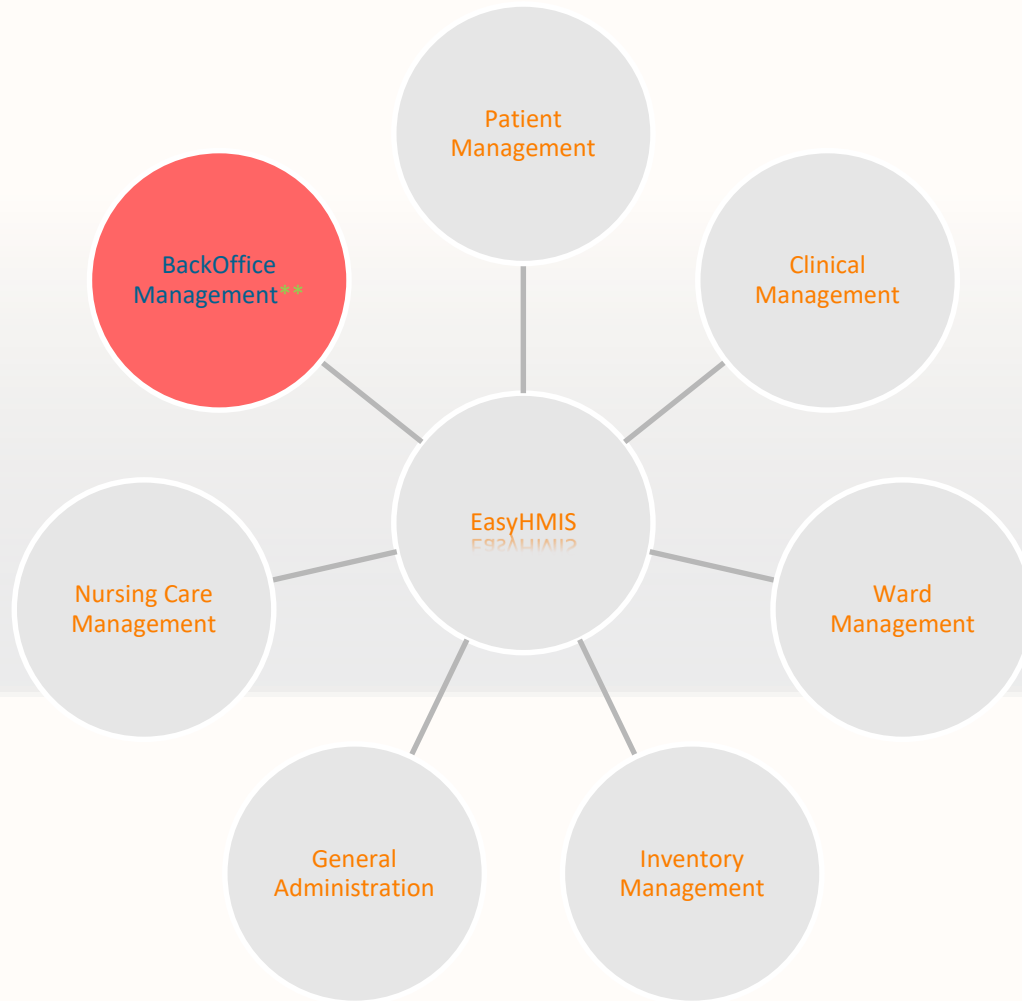 Patient
Management
Clinical
Management
Ward
Management
Inventory
Management
General
Administration
Nursing Care
Management
BackOffice
Management**
EasyHMIS